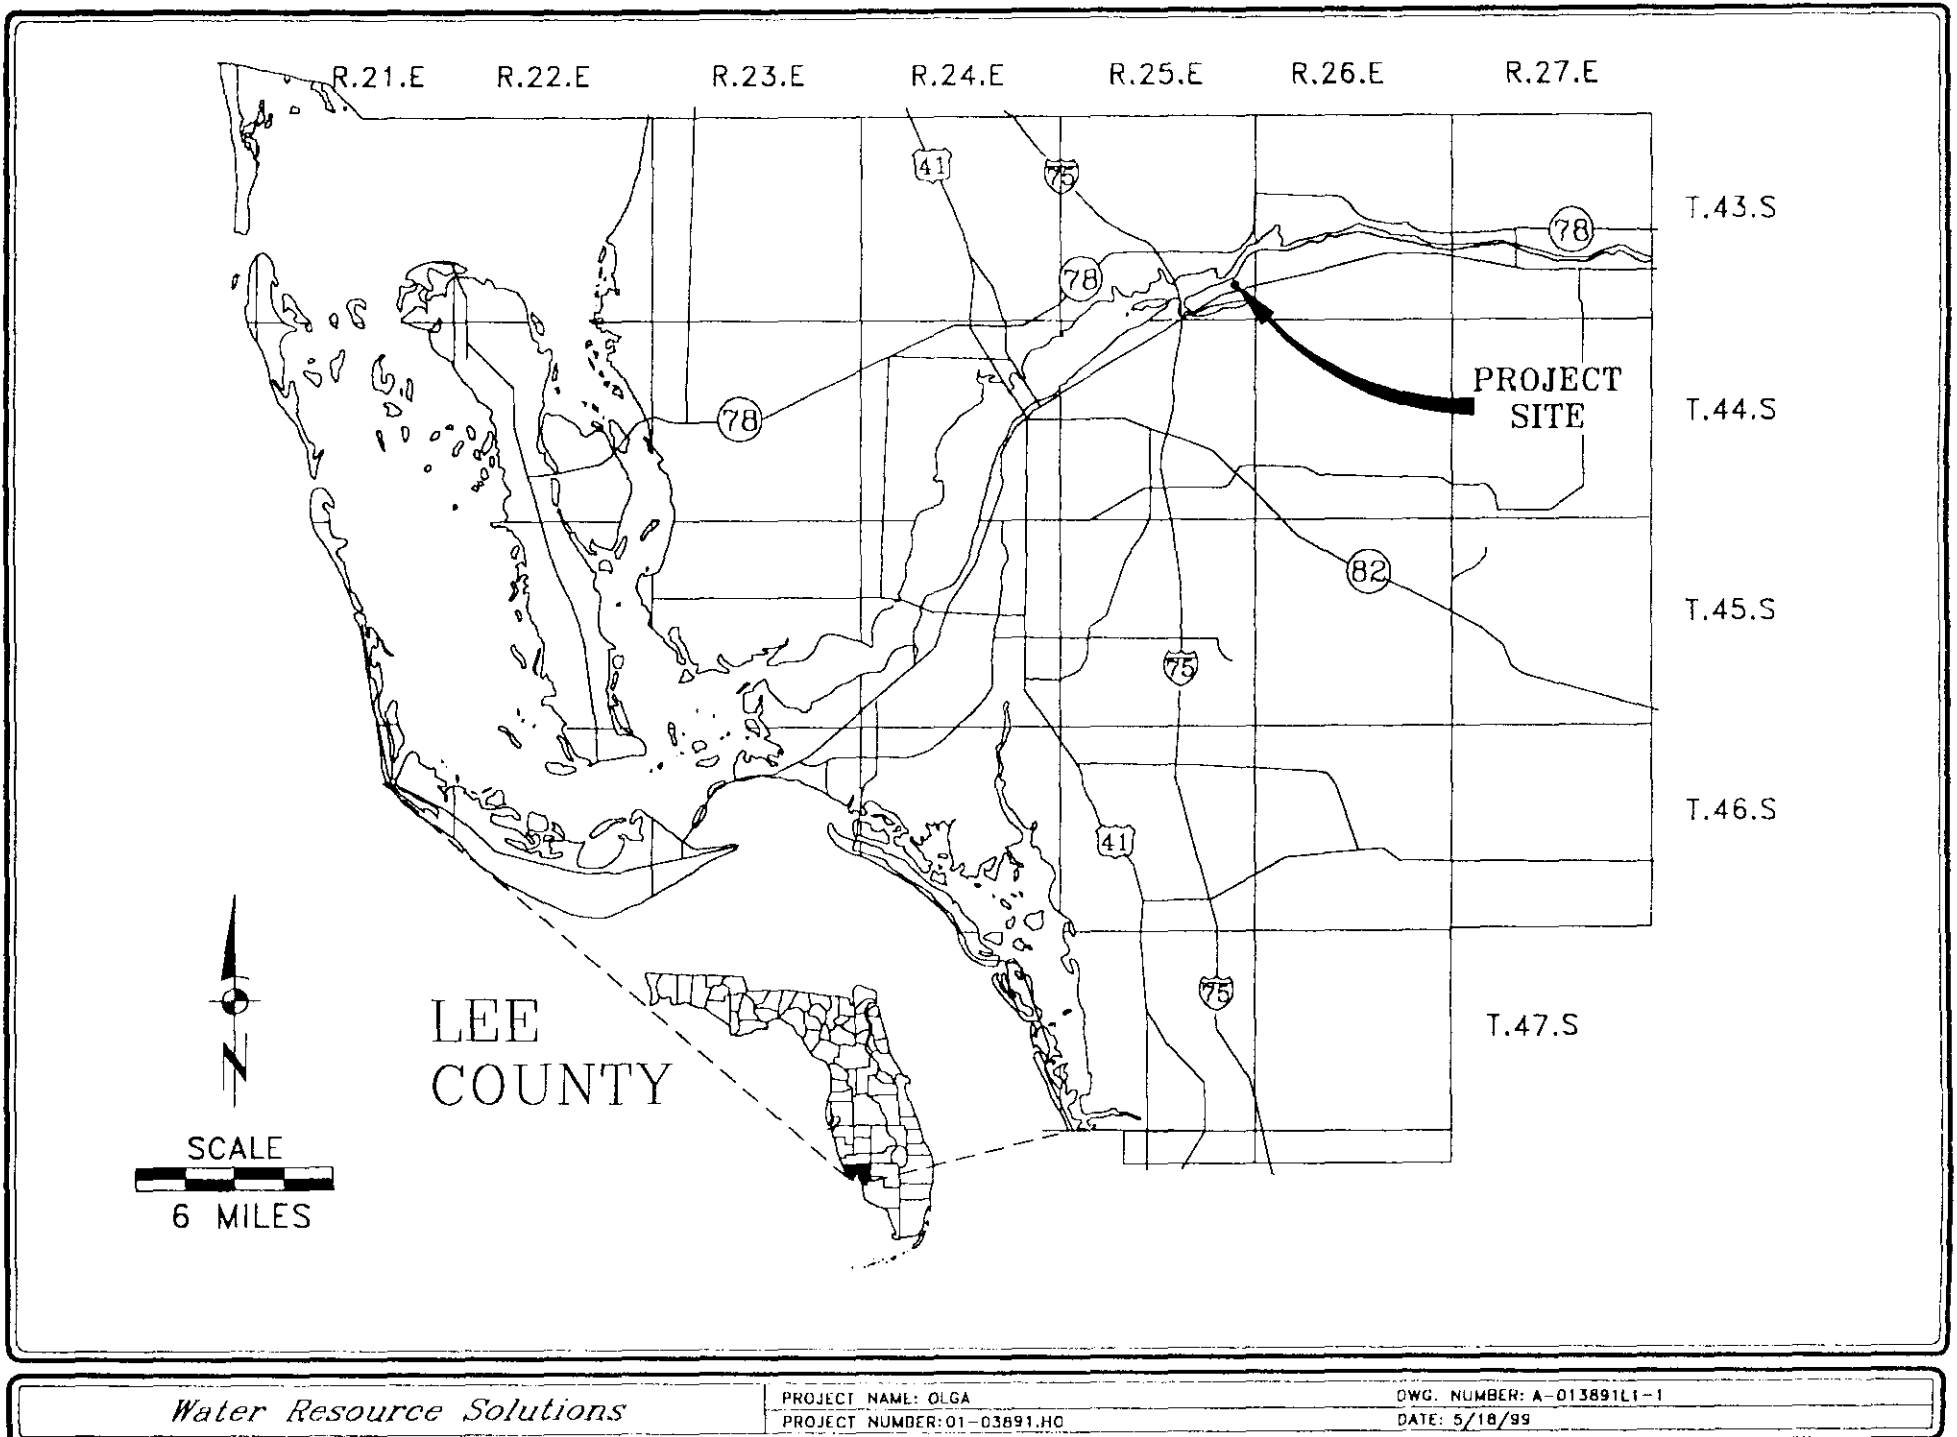 R.21.E R.22.E R.23.E R.24.E R.25.E R.26.E R.27.E
41
75
T.43.S
78
78
PROJECT
SITE
T.44.S
78
82
T.45.S
75
T.46.S
41
75
LEE
COUNTY
T.47.S
N
SCALE
6 MILES
Water Resource Solutions
PROJECT NAME: OLGA
DWG. NUMBER: A-013891L1-1
PROJECT NUMBER: 01-03891.H0
DATE: 5/18/99